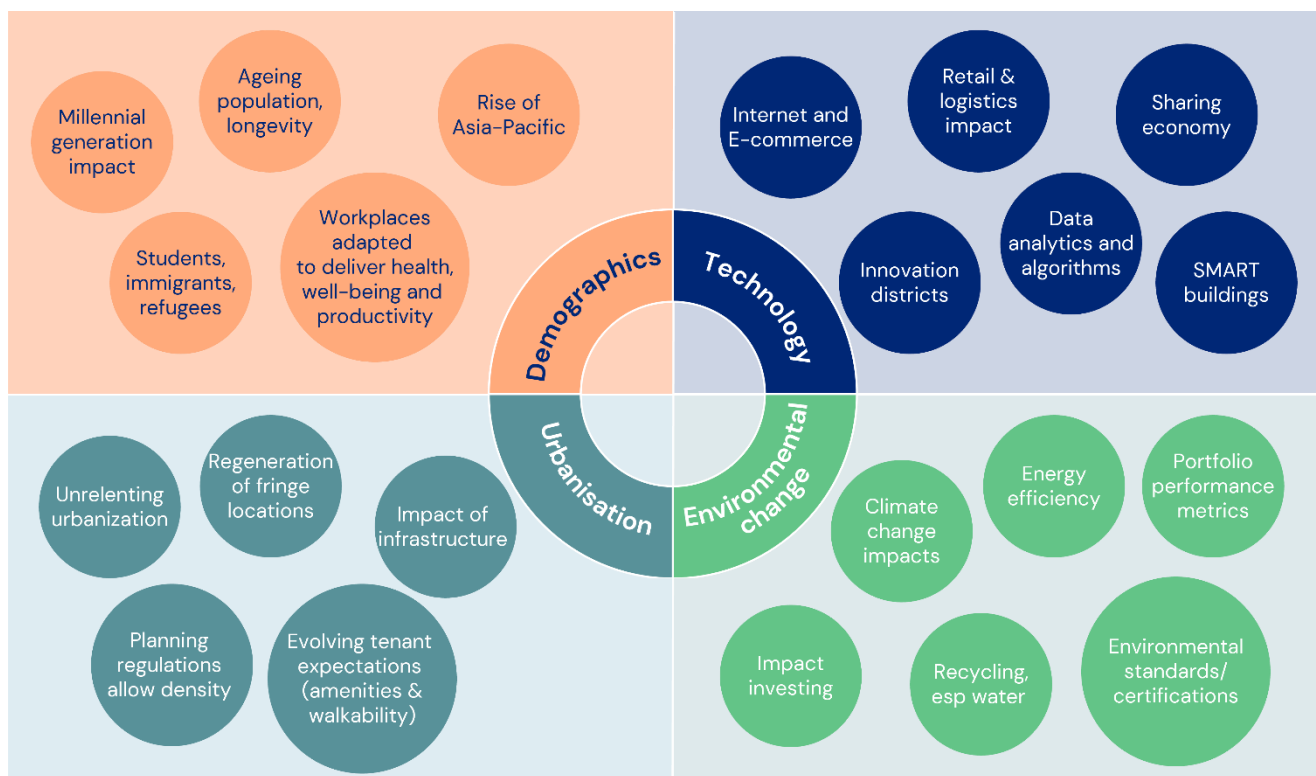 Millennial
generation
impact
Ageing
population,
longevity
Rise of
Asia-Pacific
Students,
immigrants,
refugees
Workplaces
adapted
to deliver health,
well-being and
productivity
Demographics
Internet and
E-commerce
Retail &
logistics
impact
Sharing
economy
Innovation
districts
Data
analytics and
algorithms
SMART
buildings
Technology
Unrelenting
urbanization
Regeneration
of fringe
locations
Impact of
infrastructure
Planning
regulations
allow density
Evolving tenant
expectations
(amenities &
walkability)
Urbanisation
Climate
change
impacts
Energy
efficiency
Portfolio
performance
metrics
Impact
investing
Recycling,
esp water
Environmental
standards/
certifications
Environmental
change